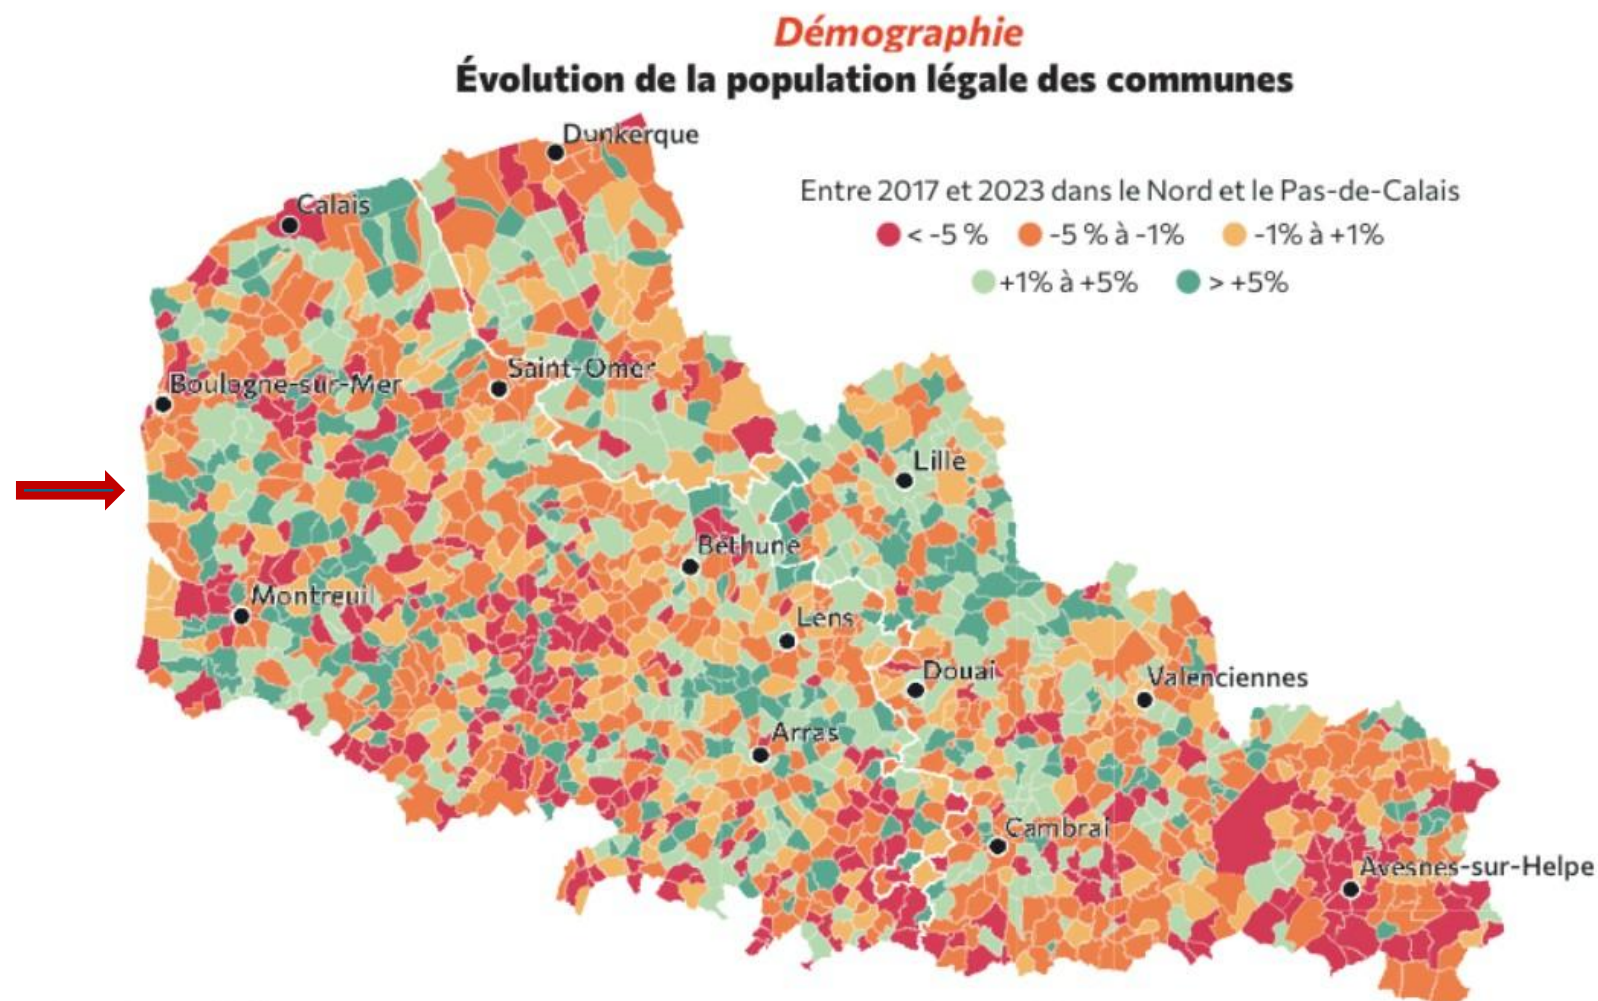 Démographie
Évolution de la population légale des communes
Dunkerque
Entre 2017 et 2023 dans le Nord et le Pas-de-Calais
< -5 % -5 % à -1% -1% à +1%
+1% à +5% > +5%
Calais
Saint-Omer
Boulogne-sur-Mer
Lille
Béthune
Montreuil
Lens
Douai
Valenciennes
Arras
Cambrai
Avesnes-sur-Helpe